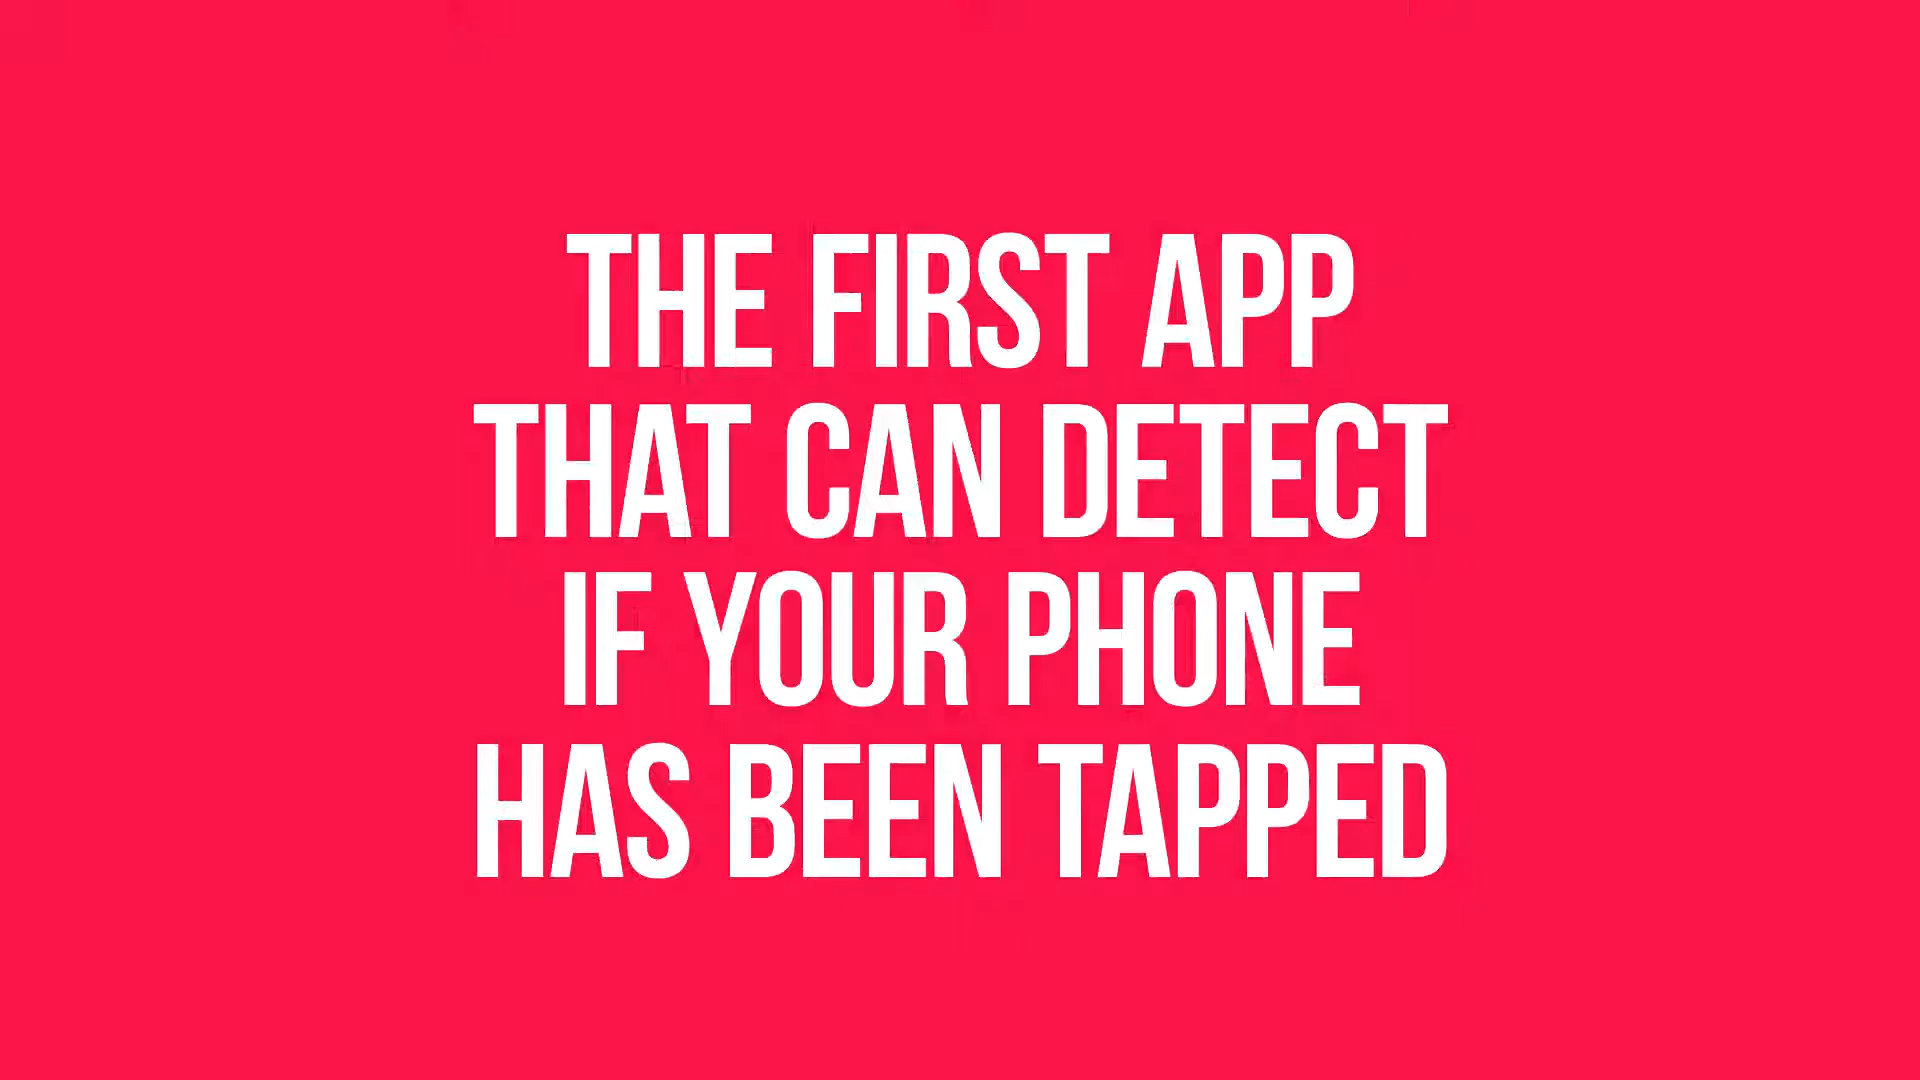 THE FIRST APP
THAT CAN DETECT
IF YOUR PHONE
HAS BEEN TAPPED